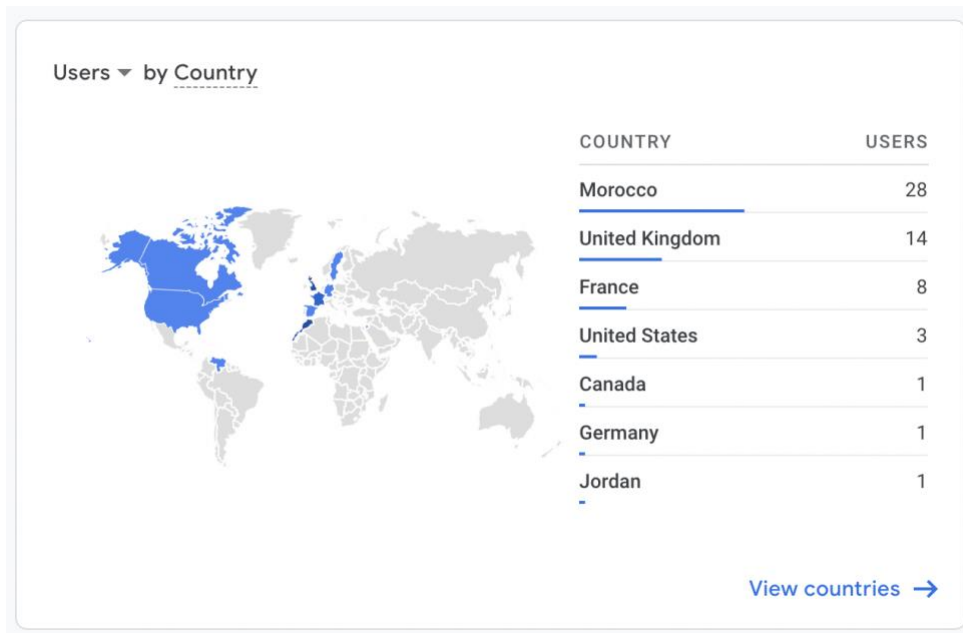 Users by Country
COUNTRY USERS
Morocco 28
United Kingdom 14
France 8
United States 3
Canada 1
Germany 1
Jordan 1
View countries